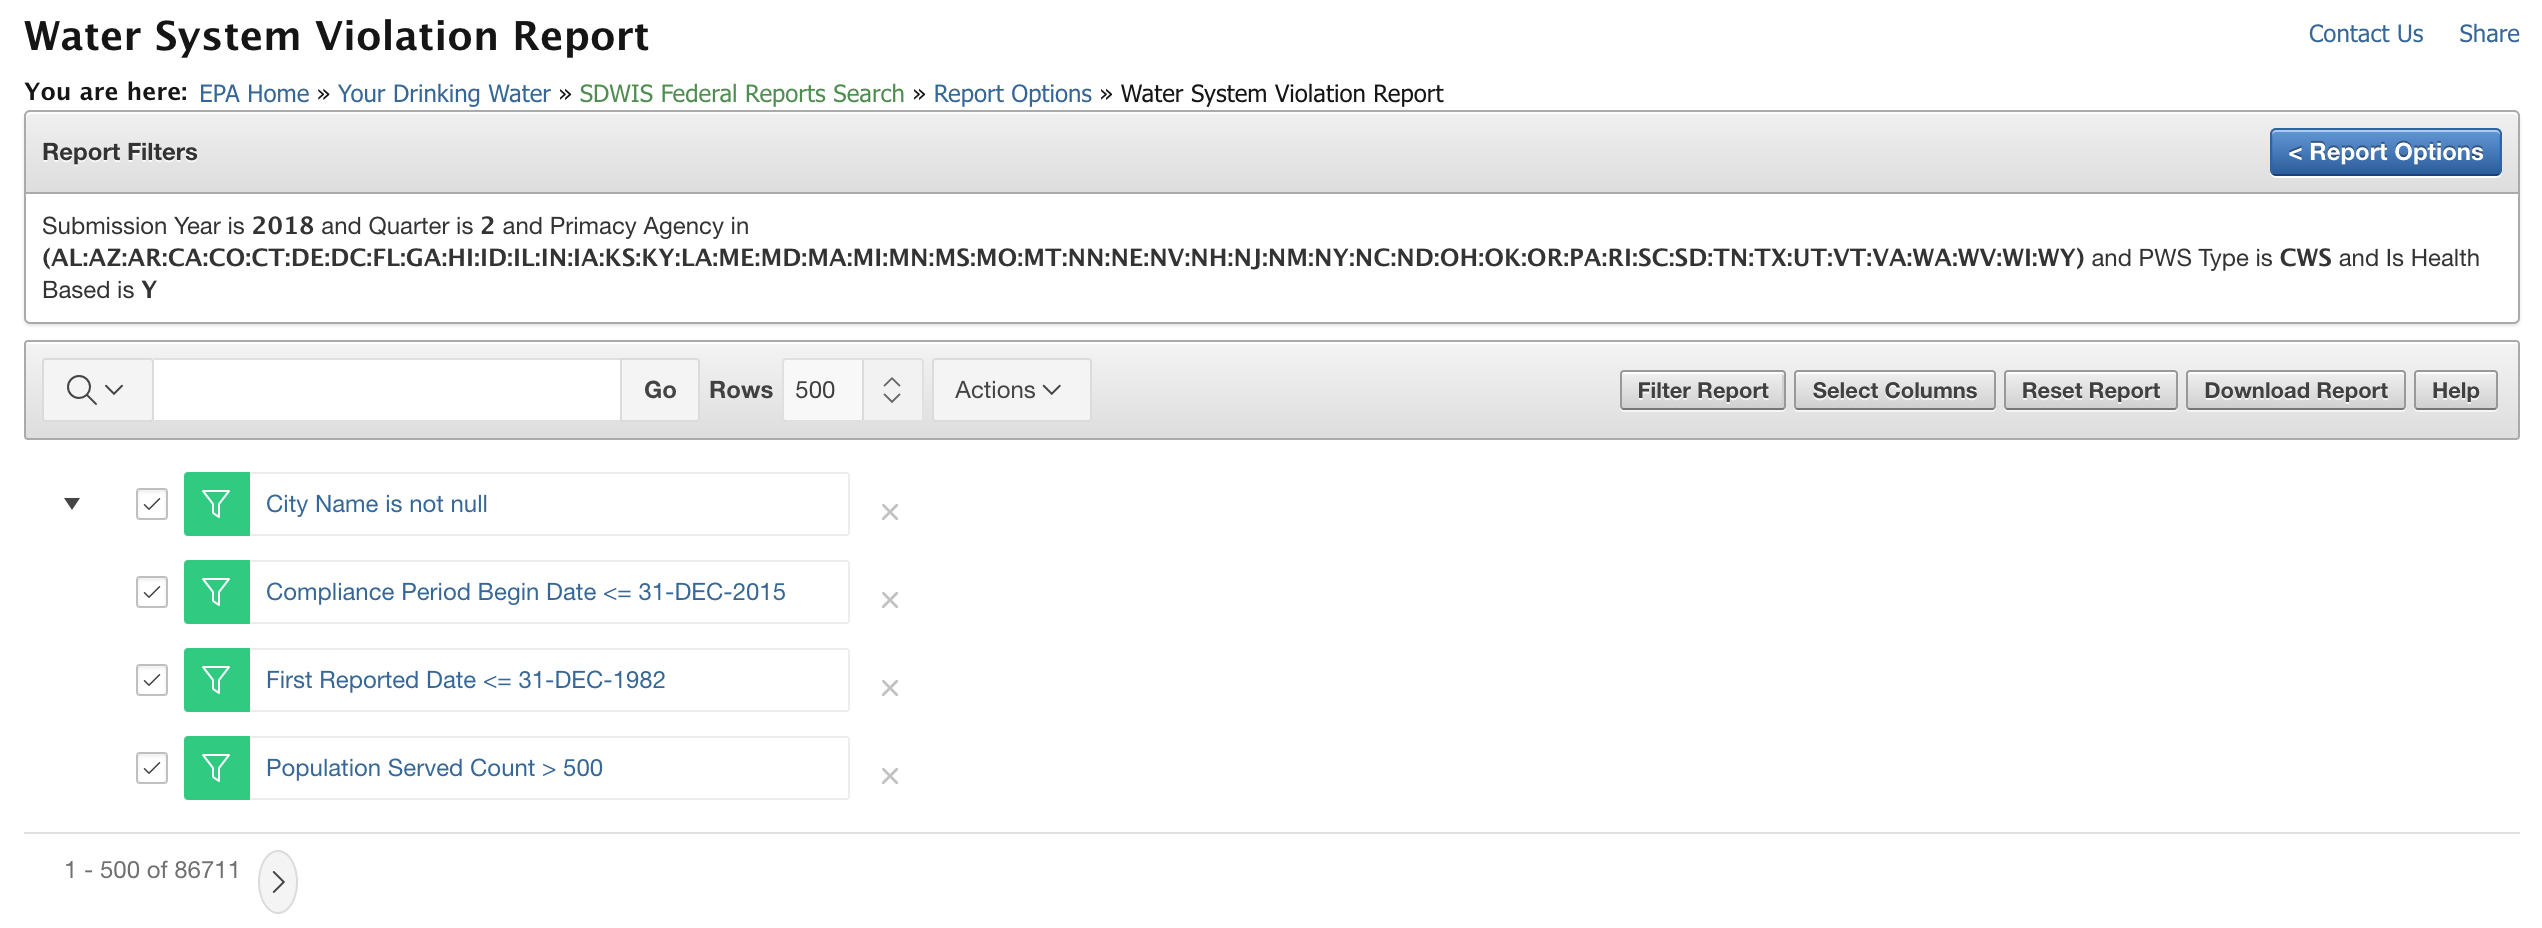 Water System Violation Report
Contact Us Share
You are here: EPA Home » Your Drinking Water » SDWIS Federal Reports Search » Report Options » Water System Violation Report
Report Filters
< Report Options
Submission Year is 2018 and Quarter is 2 and Primacy Agency in
(AL:AZ:AR:CA:CO:CT:DE:DC:FL:GA:HI:ID:IL:IN:IA:KS:KY:LA:ME:MD:MA:MI:MN:MS:MO:MT:NN:NE:NV:NH:NJ:NM:NY:NC:ND:OH:OK:OR:PA:RI:SC:SD:TN:TX:UT:VT:VA:WA:WV:WI:WY) and PWS Type is CWS and Is Health
Based is Y
Go Rows 500 Actions Filter Report Select Columns Reset Report Download Report Help
City Name is not null
Compliance Period Begin Date <= 31-DEC-2015
First Reported Date <= 31-DEC-1982
Population Served Count > 500
1 - 500 of 86711